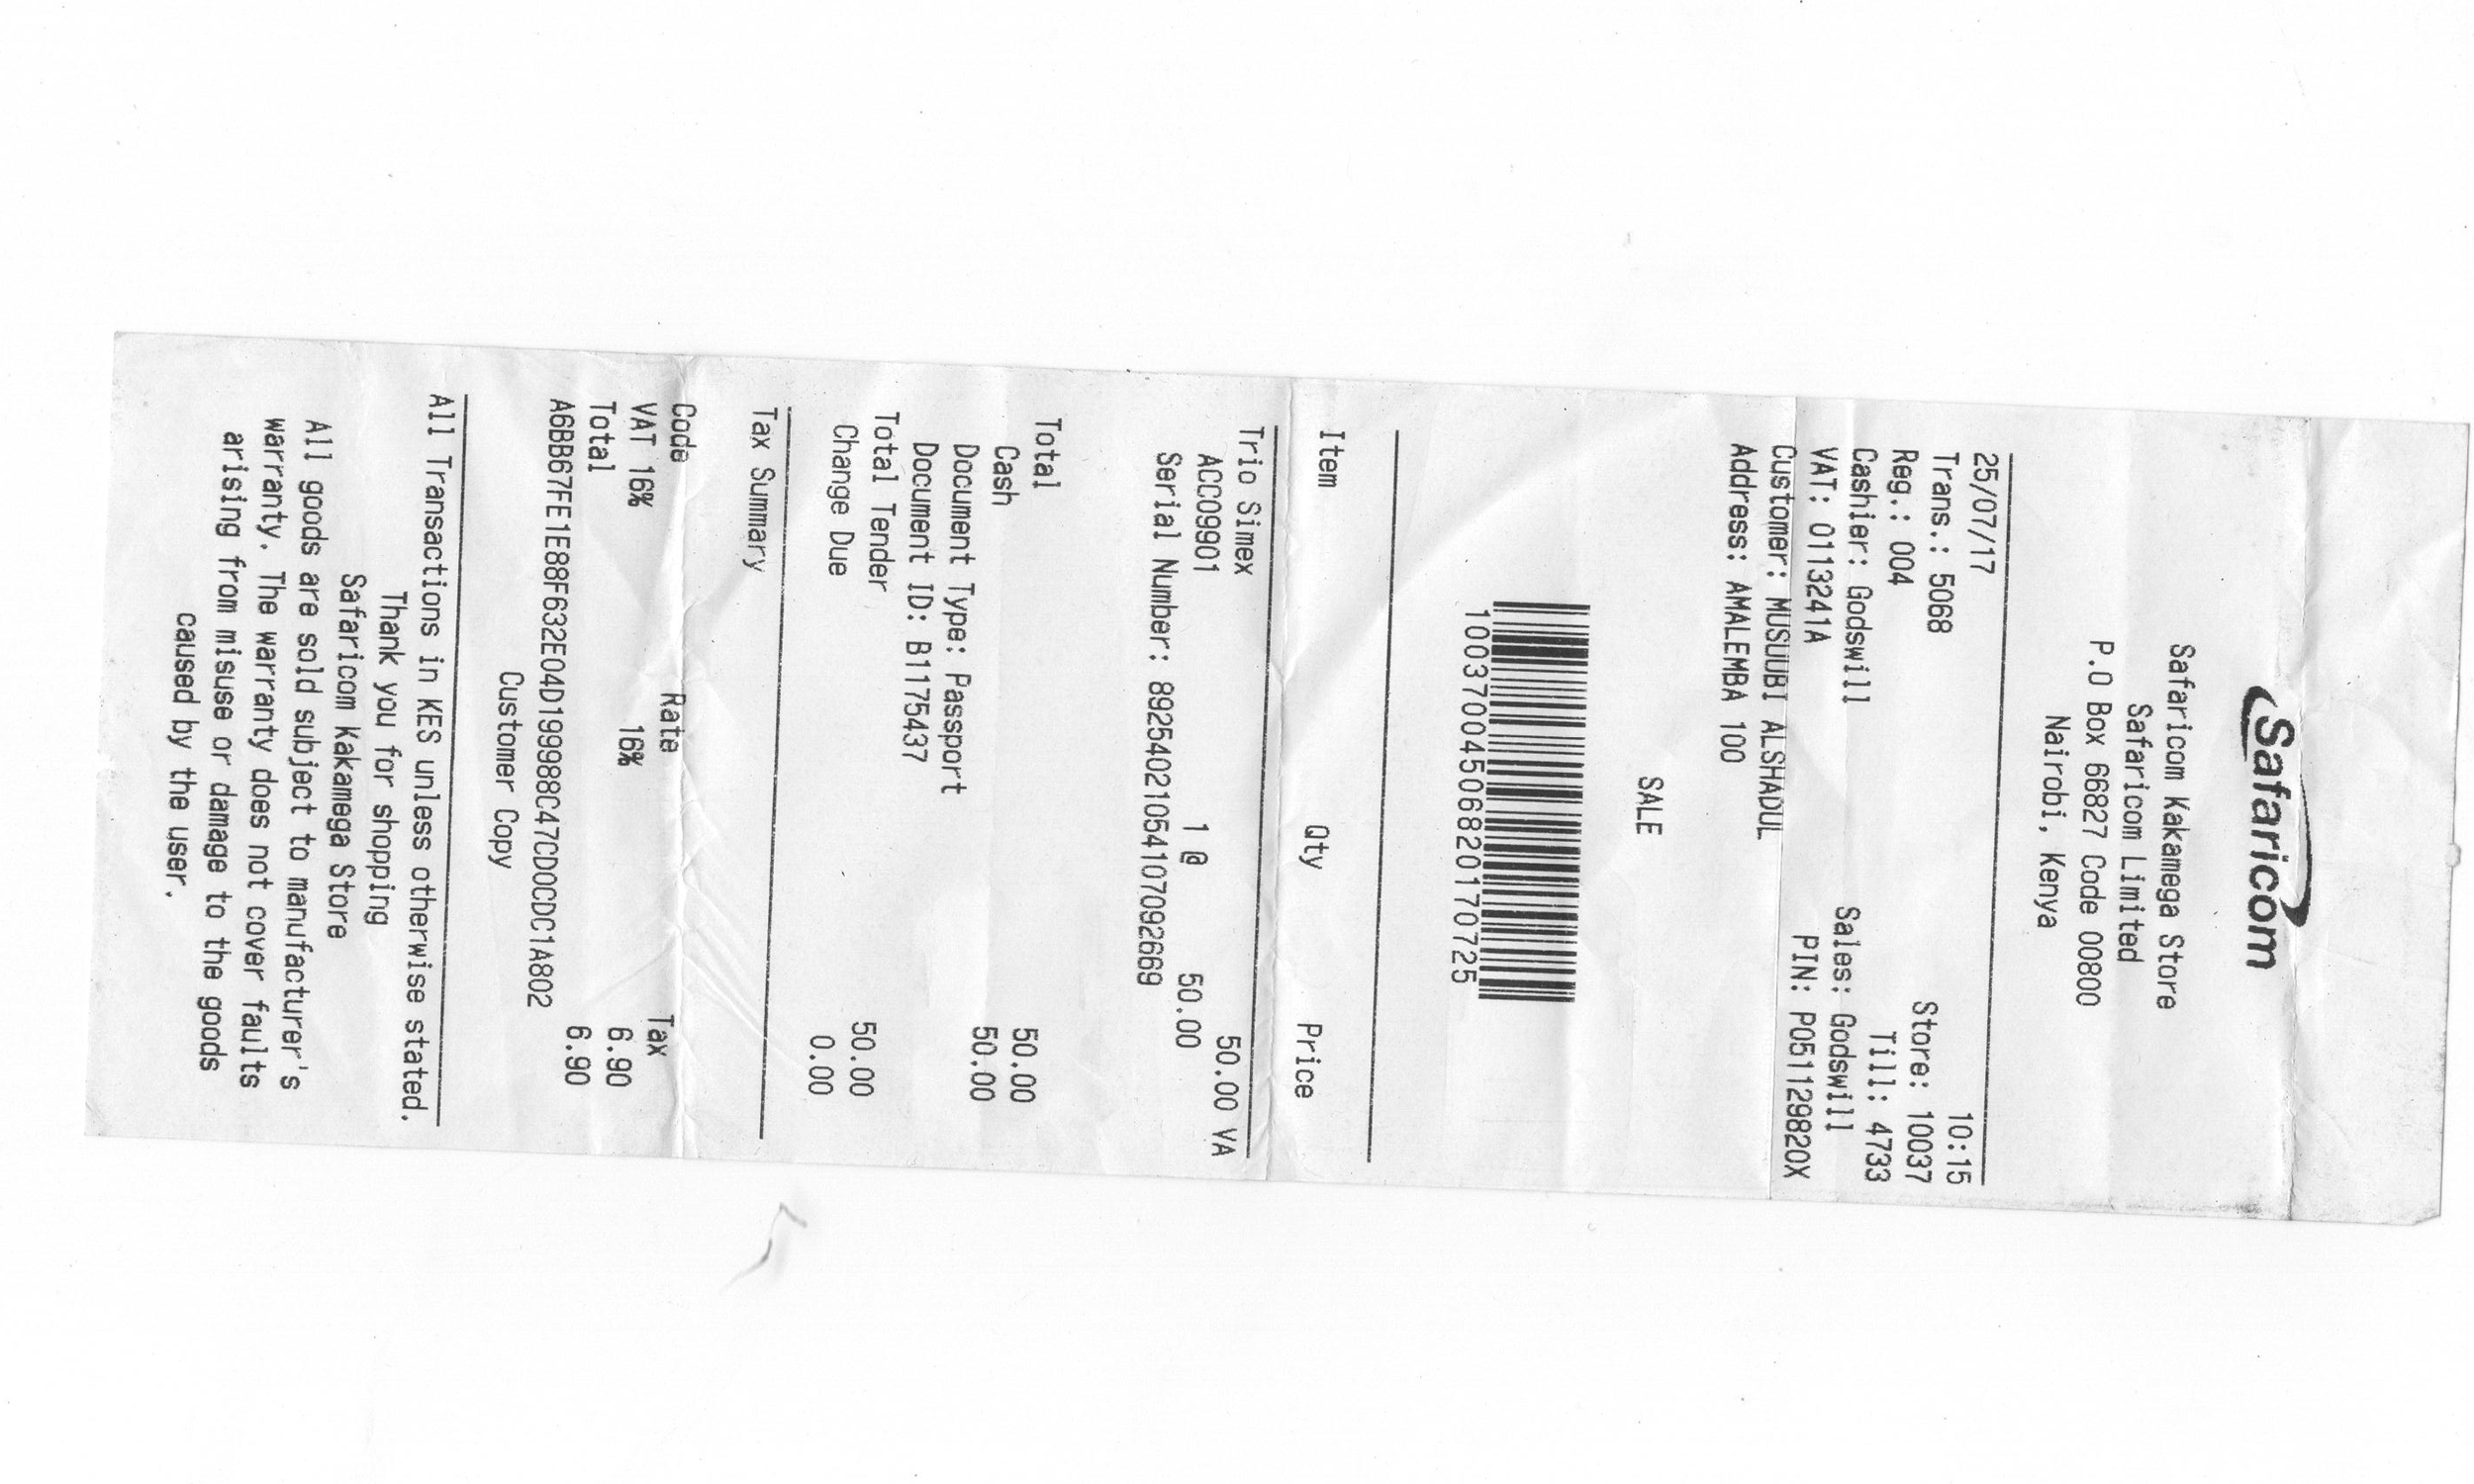 Safaricom
Safaricom Kakamega Store
Safaricom Limited
P.O Box 66827 Code 00800
Nairobi, Kenya
25/07/17 10:15
Trans.: 5068 Store: 10037
Reg.: 004 Till: 4733
Cashier: Godswill Sales: Godswill
VAT: 0113241A PIN: P051129820X
Customer: MUSUUBI ALSHADUL
Address: AMALEMBA 100
SALE
10037004506820170725
Item Qty Price
Trio Simex 50.00 VA
ACC09901 1 @ 50.00
Serial Number: 89254021054107092669
Total 50.00
Cash 50.00
Document Type: Passport
Document ID: B1175437
Total Tender 50.00
Change Due 0.00
Tax Summary
Code Rate Tax
VAT 16% 16% 6.90
Total 6.90
A6BB67FE1E88F632E04D199988C47CD0CDC1A802
Customer Copy
All Transactions in KES unless otherwise stated.
Thank you for shopping
Safaricom Kakamega Store
All goods are sold subject to manufacturer's
warranty. The warranty does not cover faults
arising from misuse or damage to the goods
caused by the user.